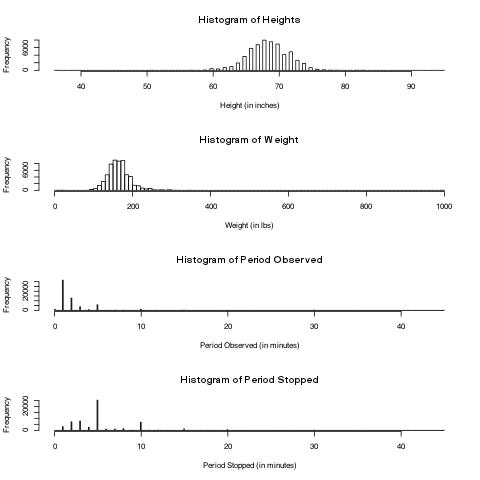 Histogram of Heights
Frequency
0 6000
40 50 60 70 80 90
Height (in inches)
Histogram of Weight
Frequency
0 6000
0 200 400 600 800 1000
Weight (in lbs)
Histogram of Period Observed
Frequency
0 20000
0 10 20 30 40
Period Observed (in minutes)
Histogram of Period Stopped
Frequency
0 20000
0 10 20 30 40
Period Stopped (in minutes)